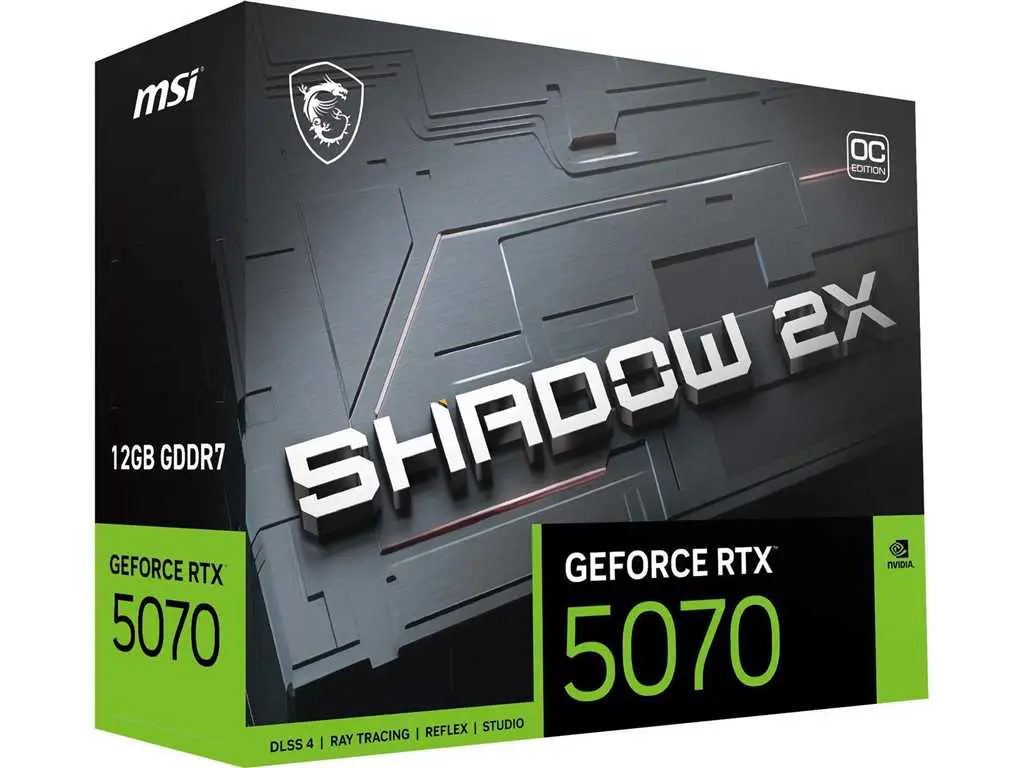 msi
OC
EDITION
SHADOW 2X
12GB GDDR7
GEFORCE RTX
5070
GEFORCE RTX™
5070
NVIDIA.
DLSS 4 | RAY TRACING | REFLEX | STUDIO